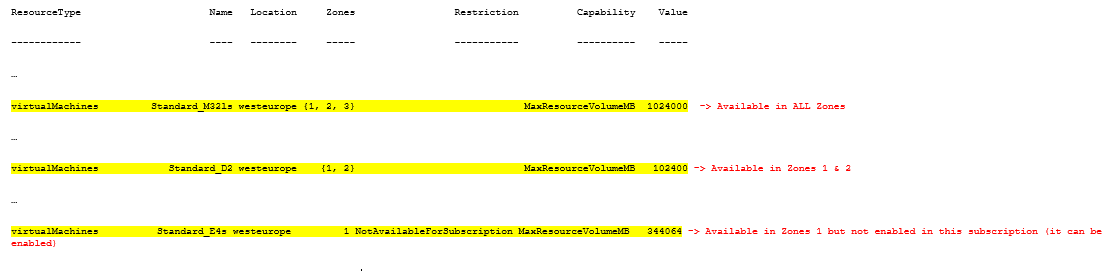 ResourceType Name Location Zones Restriction Capability Value
------------ ---- -------- ----- ----------- ---------- -----
…
virtualMachines Standard_M32ls westeurope {1, 2, 3} MaxResourceVolumeMB 1024000 -> Available in ALL Zones
…
virtualMachines Standard_D2 westeurope {1, 2} MaxResourceVolumeMB 102400 -> Available in Zones 1 & 2
…
virtualMachines Standard_E4s westeurope 1 NotAvailableForSubscription MaxResourceVolumeMB 344064 -> Available in Zones 1 but not enabled in this subscription (it can be
enabled)